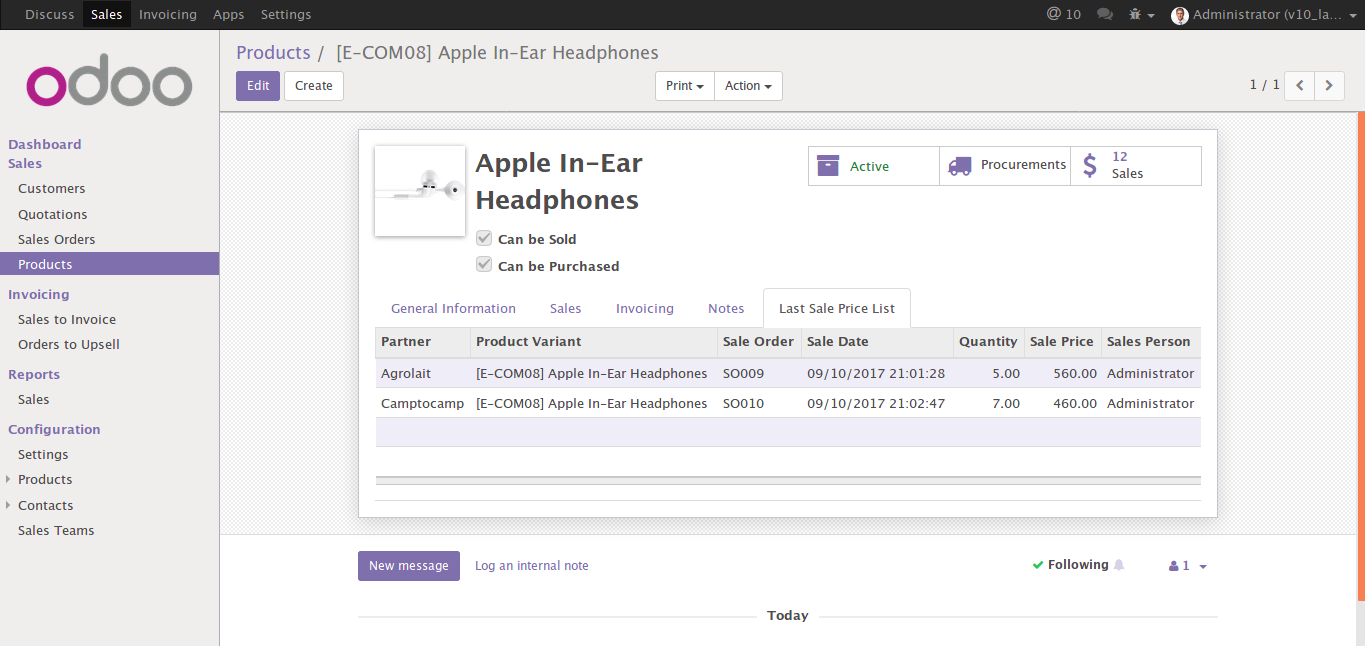 Discuss Sales Invoicing Apps Settings @ 10 Administrator (v10_la...
odoo
Products / [E-COM08] Apple In-Ear Headphones
Edit Create Print Action 1 / 1
Dashboard
Sales
Customers
Quotations
Sales Orders
Products
Invoicing
Sales to Invoice
Orders to Upsell
Reports
Sales
Configuration
Settings
Products
Contacts
Sales Teams
Apple In-Ear
Headphones
Active
Procurements
12
Sales
Can be Sold
Can be Purchased
General Information Sales Invoicing Notes Last Sale Price List
Partner Product Variant Sale Order Sale Date Quantity Sale Price Sales Person
Agrolait [E-COM08] Apple In-Ear Headphones SO009 09/10/2017 21:01:28 5.00 560.00 Administrator
Camptocamp [E-COM08] Apple In-Ear Headphones SO010 09/10/2017 21:02:47 7.00 460.00 Administrator
New message Log an internal note Following 1
Today